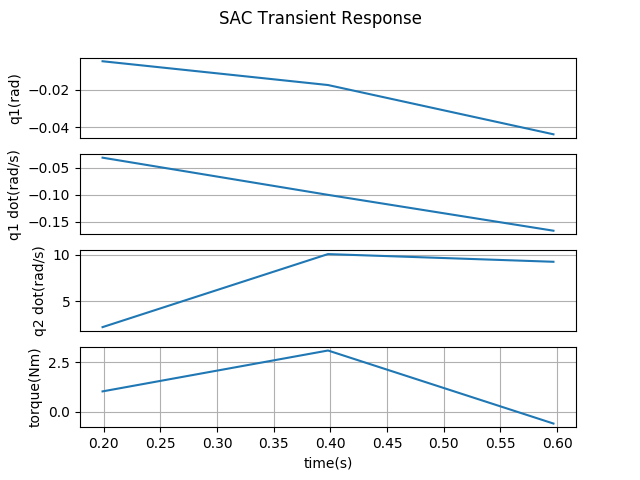 SAC Transient Response
q1(rad)
−0.02
−0.04
q1 dot(rad/s)
−0.05
−0.10
−0.15
q2 dot(rad/s)
10
5
torque(Nm)
2.5
0.0
0.20 0.25 0.30 0.35 0.40 0.45 0.50 0.55 0.60
time(s)